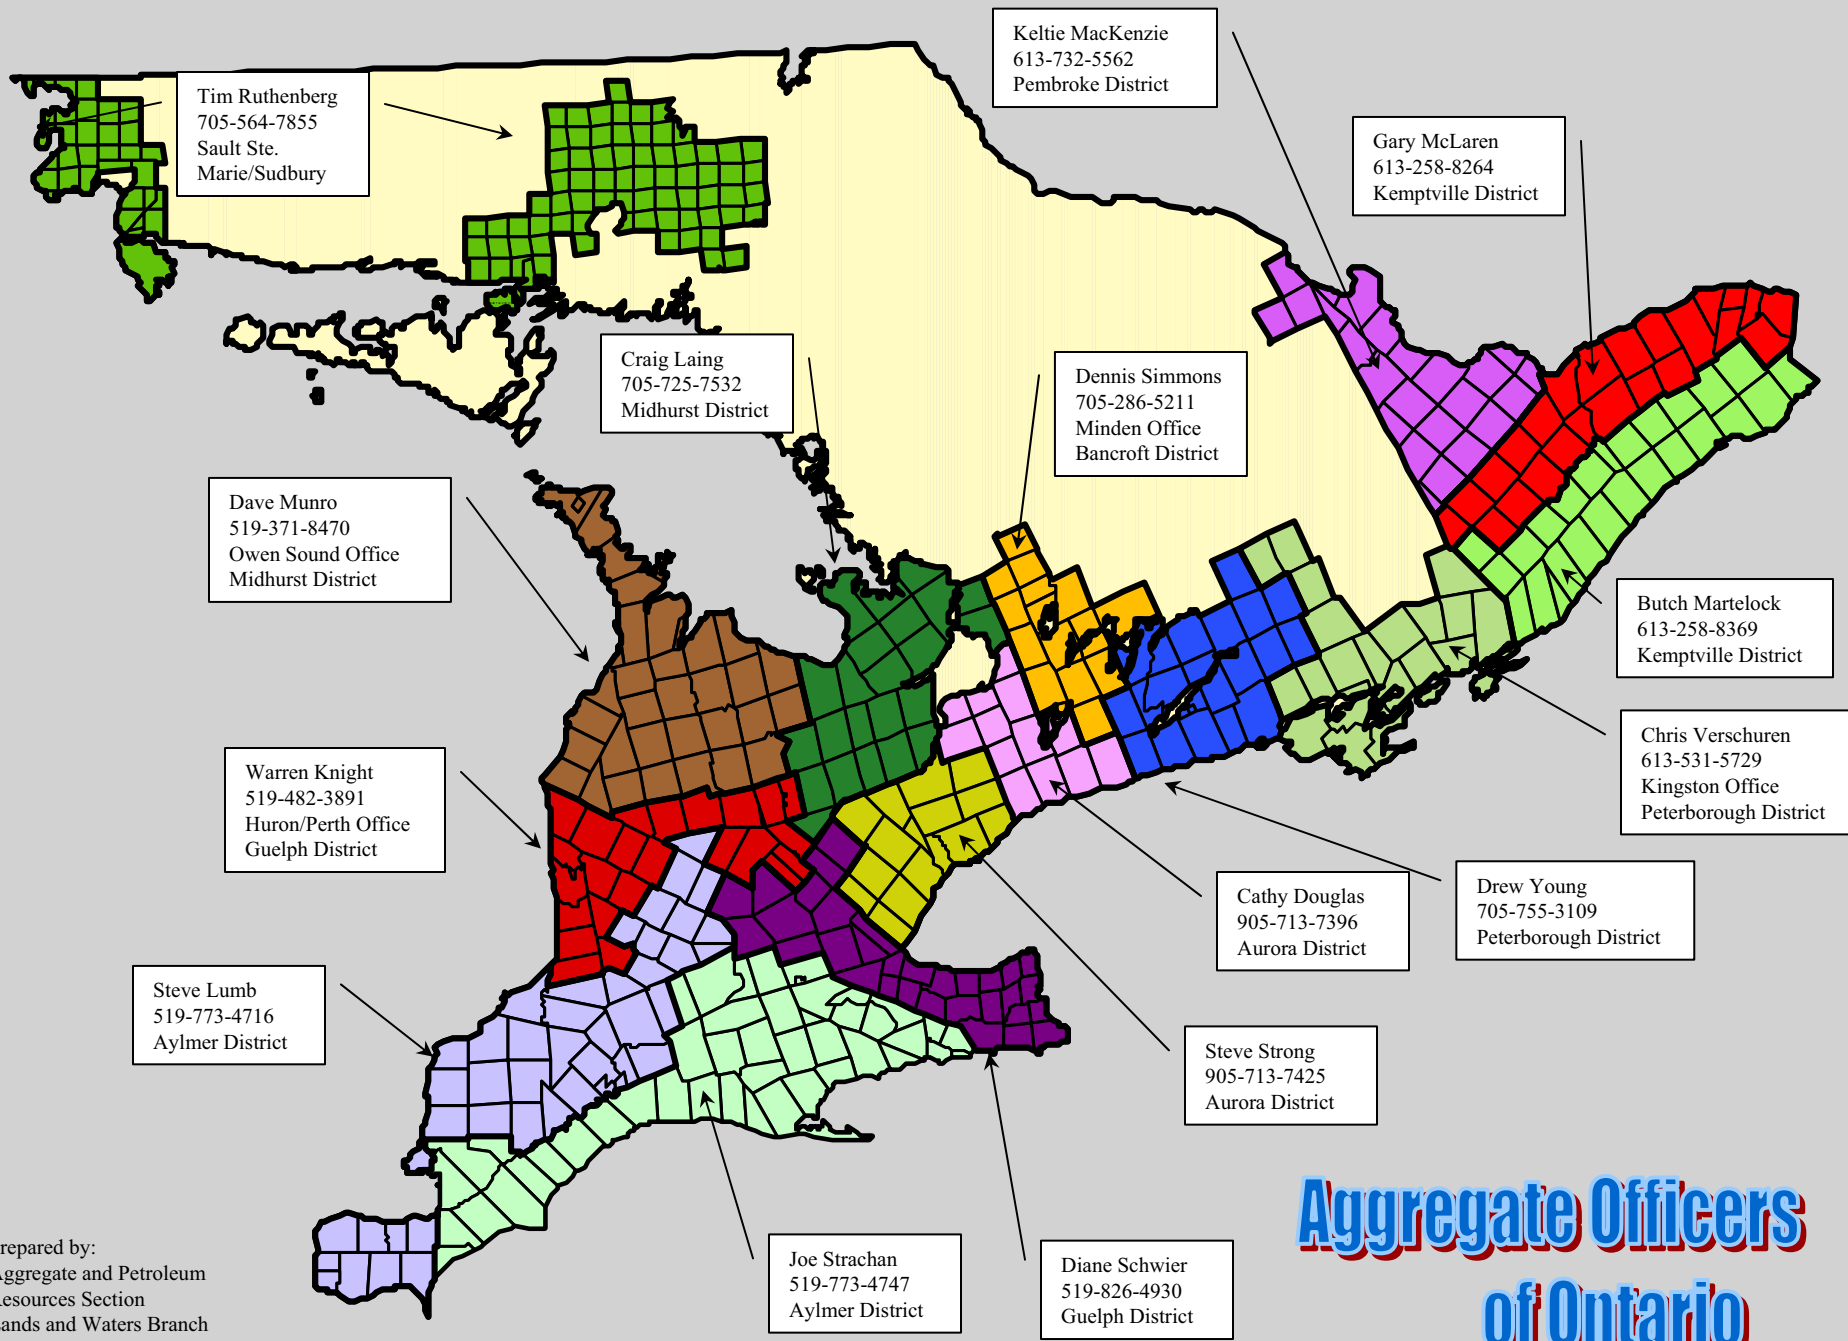 Keltie MacKenzie
613-732-5562
Pembroke District
Tim Ruthenberg
705-564-7855
Sault Ste.
Marie/Sudbury
Gary McLaren
613-258-8264
Kemptville District
Craig Laing
705-725-7532
Midhurst District
Dennis Simmons
705-286-5211
Minden Office
Bancroft District
Dave Munro
519-371-8470
Owen Sound Office
Midhurst District
Butch Martelock
613-258-8369
Kemptville District
Chris Verschuren
613-531-5729
Kingston Office
Peterborough District
Warren Knight
519-482-3891
Huron/Perth Office
Guelph District
Cathy Douglas
905-713-7396
Aurora District
Drew Young
705-755-3109
Peterborough District
Steve Lumb
519-773-4716
Aylmer District
Steve Strong
905-713-7425
Aurora District
Joe Strachan
519-773-4747
Aylmer District
Diane Schwier
519-826-4930
Guelph District
repared by:
Aggregate and Petroleum
esources Section
ands and Waters Branch
Aggregate Officers
of Ontario